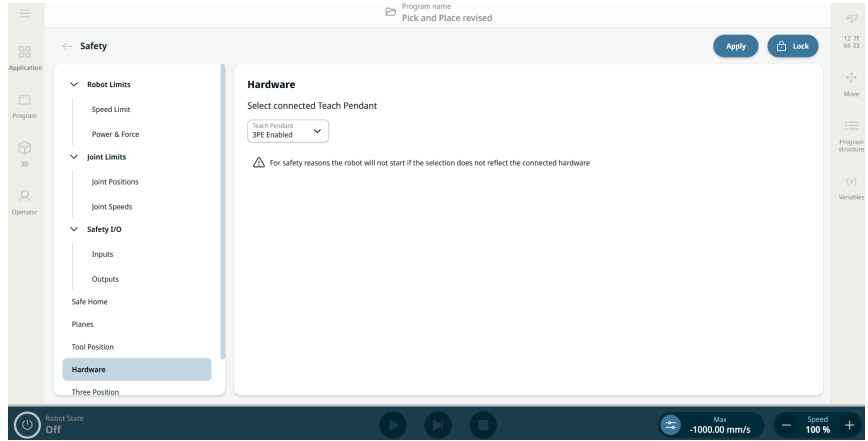 Program name
Pick and Place revised
Safety
Apply
Lock
12 7F
66 33
Application
Program
3D
Operator
Robot Limits
Speed Limit
Power & Force
Joint Limits
Joint Positions
Joint Speeds
Safety I/O
Inputs
Outputs
Safe Home
Planes
Tool Position
Hardware
Three Position
Hardware
Select connected Teach Pendant
Teach Pendant
3PE Enabled
For safety reasons the robot will not start if the selection does not reflect the connected hardware
Move
Program
structure
Variables
Robot State
Off
Max
-1000.00 mm/s
Speed
100 %